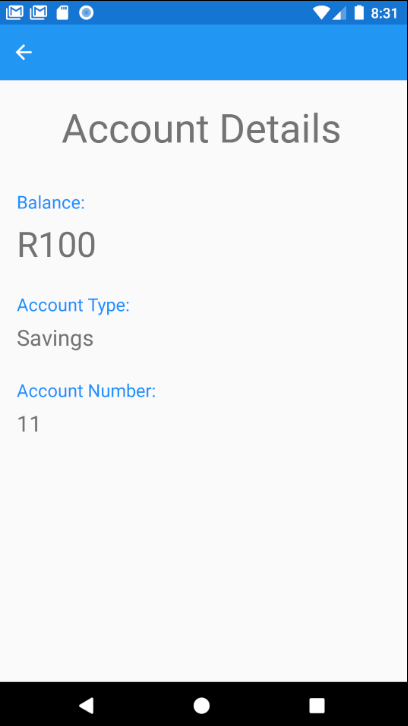 8:31
Account Details
Balance:
R100
Account Type:
Savings
Account Number:
11